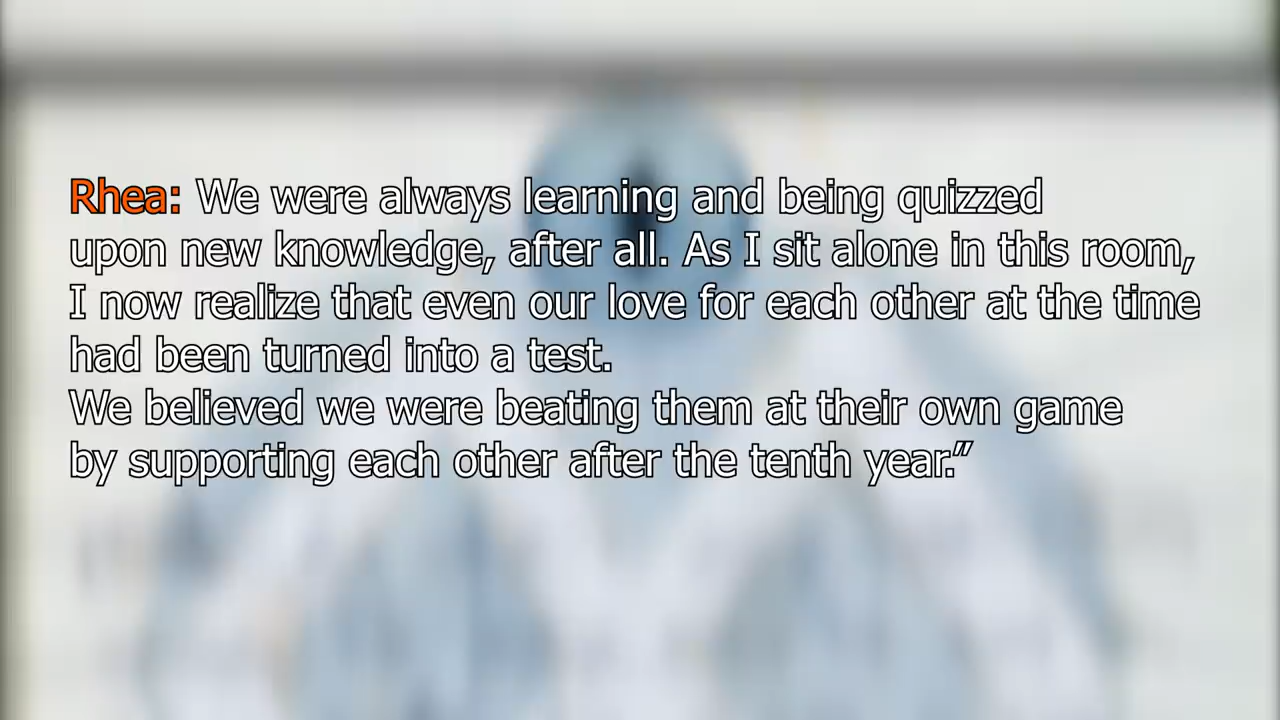 Rhea: We were always learning and being quizzed
upon new knowledge, after all. As I sit alone in this room,
I now realize that even our love for each other at the time
had been turned into a test.
We believed we were beating them at their own game
by supporting each other after the tenth year.”